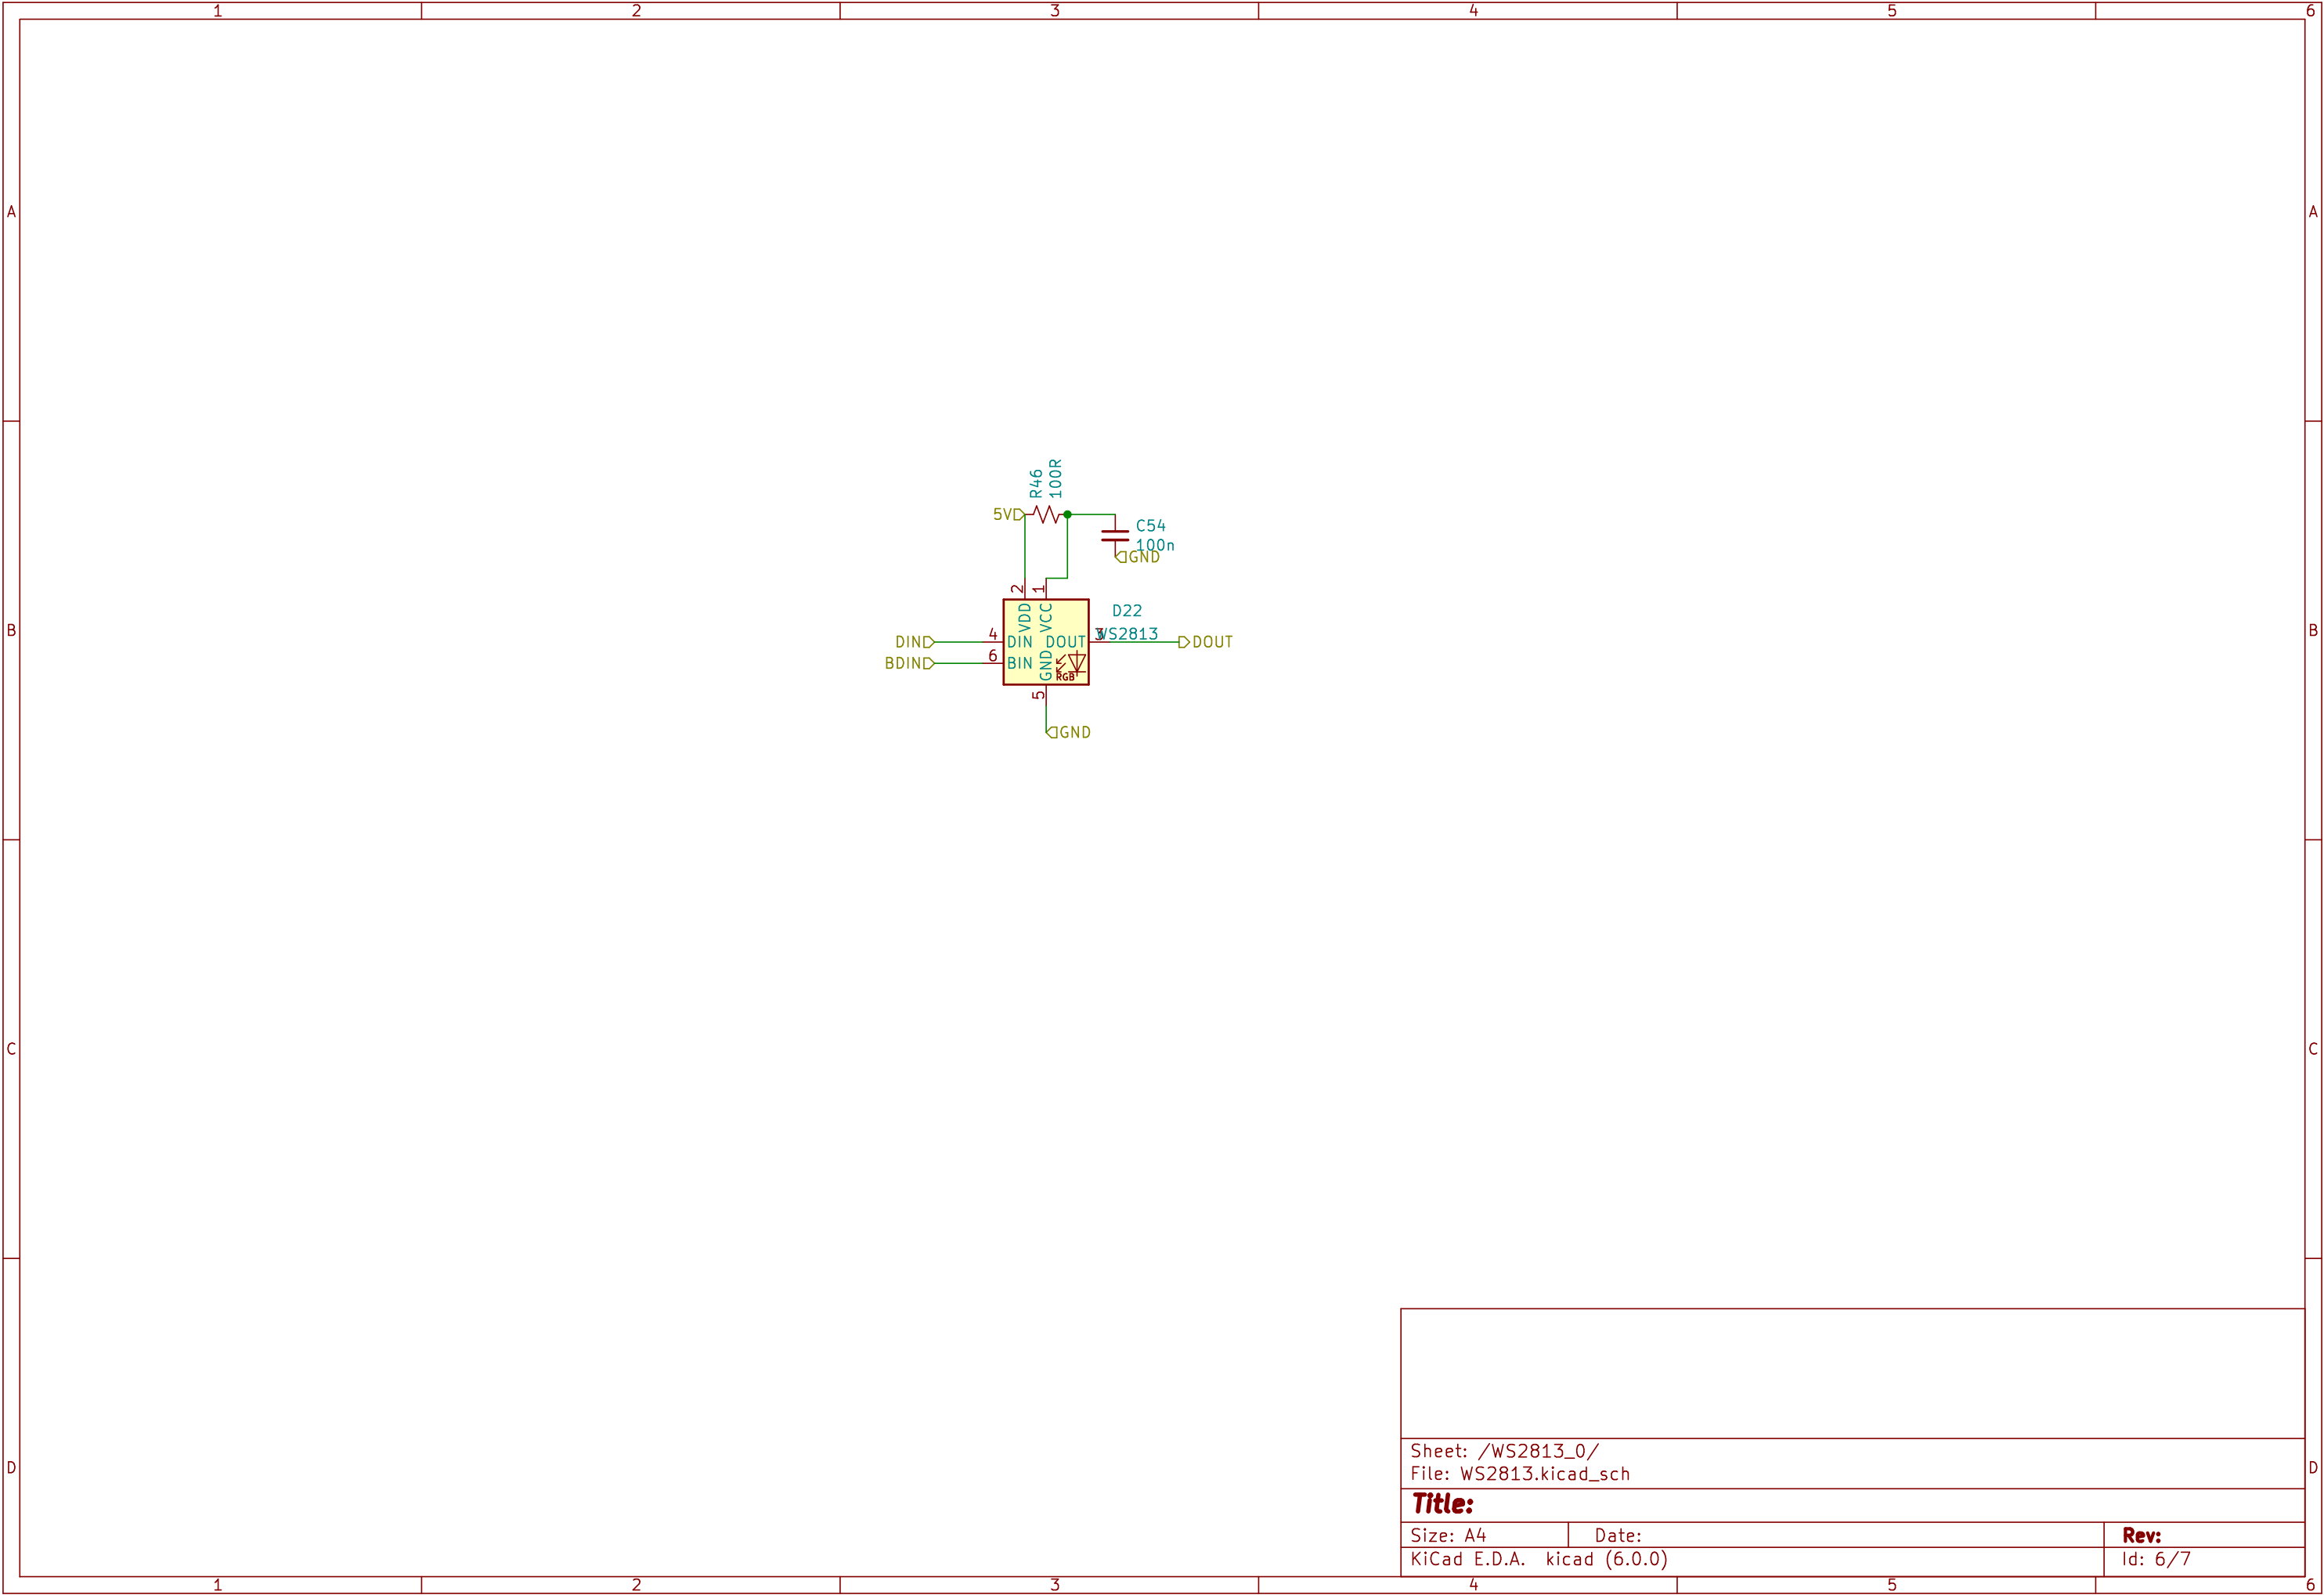 1 2 3 4 5 6
A A
R46
100R
5V
C54
100n
GND
2 1
VDD VCC
D22
B B
WS2813
DIN 4 DIN DOUT 3 DOUT
BDIN 6 BIN GND
RGB
5
GND
C C
Sheet: /WS2813_0/
File: WS2813.kicad_sch
D D
Title:
Size: A4 Date: Rev:
KiCad E.D.A. kicad (6.0.0) Id: 6/7
1 2 3 4 5 6